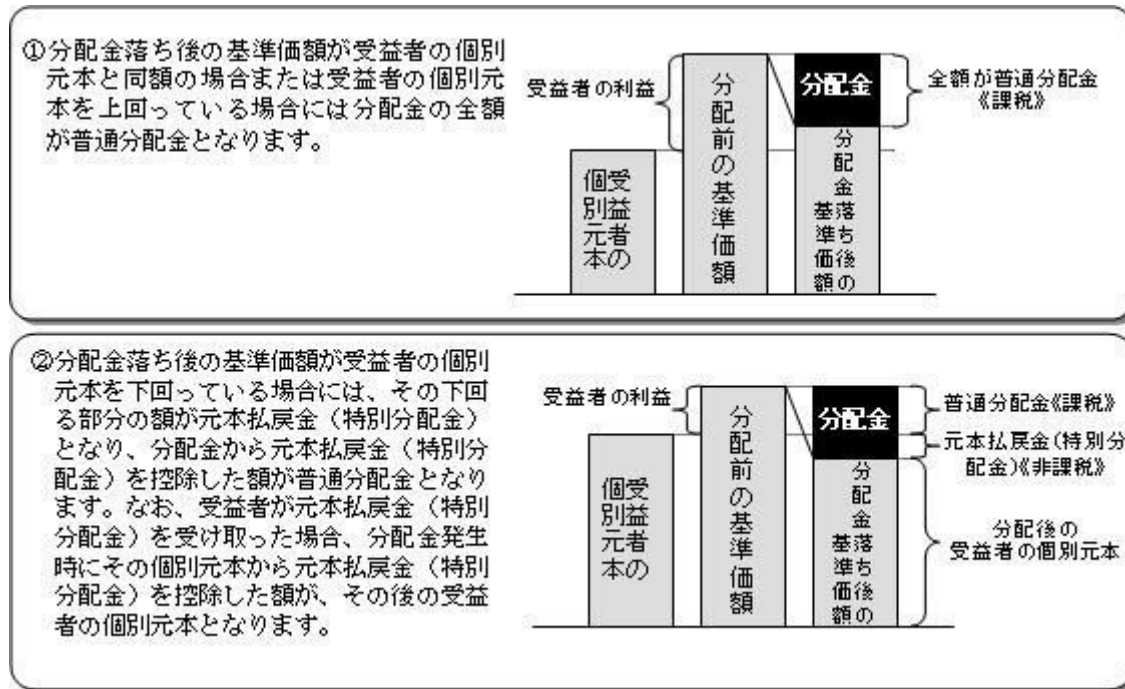 ①分配金落ち後の基準価額が受益者の個別
元本と同額の場合または受益者の個別元
本を上回っている場合には分配金の全額
が普通分配金となります。
受益者の利益
受益者の
個別元本
分配前の基準価額
分配金
分配金落ち後の
基準価額
全額が普通分配金
《課税》
②分配金落ち後の基準価額が受益者の個別
元本を下回っている場合には、その下回
る部分の額が元本払戻金（特別分配金）
となり、分配金から元本払戻金（特別分
配金）を控除した額が普通分配金となり
ます。なお、受益者が元本払戻金（特別
分配金）を受け取った場合、分配金発生
時にその個別元本から元本払戻金（特別
分配金）を控除した額が、その後の受益
者の個別元本となります。
受益者の利益
受益者の
個別元本
分配前の基準価額
分配金
分配金落ち後の
基準価額
普通分配金《課税》
元本払戻金（特別分
配金）《非課税》
分配後の
受益者の個別元本